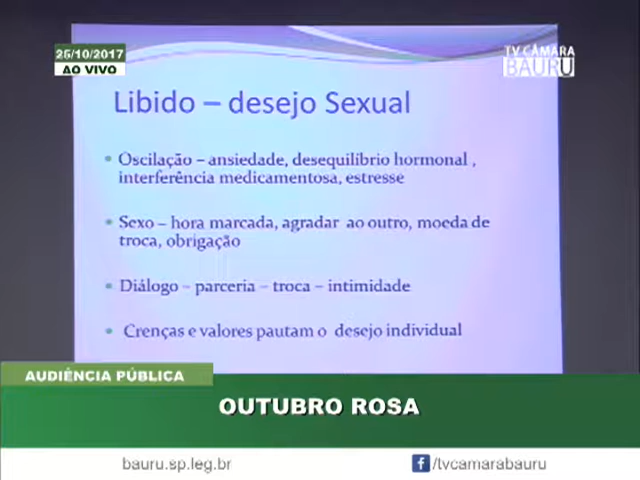 25/10/2017
AO VIVO
TV CÂMARA
BAURU
Libido – desejo Sexual
Oscilação – ansiedade, desequilíbrio hormonal ,
interferência medicamentosa, estresse
Sexo – hora marcada, agradar ao outro, moeda de
troca, obrigação
Diálogo – parceria – troca – intimidade
Crenças e valores pautam o desejo individual
AUDIÊNCIA PÚBLICA
OUTUBRO ROSA
bauru.sp.leg.br
f /tvcamarabauru